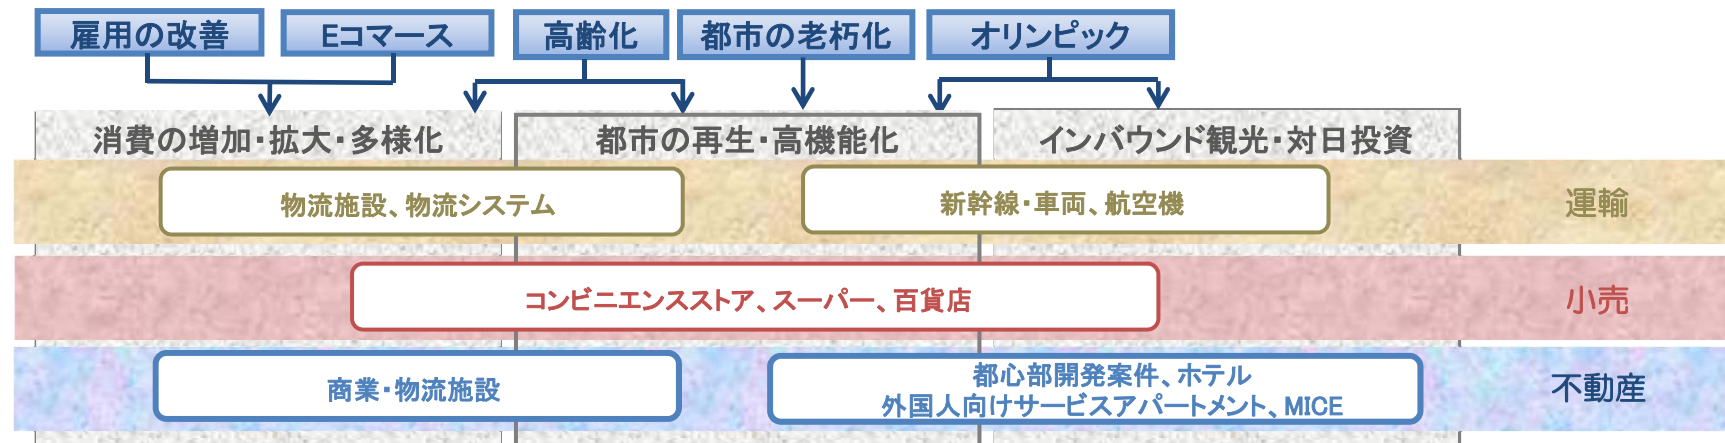 雇用の改善
Eコマース
高齢化
都市の老朽化
オリンピック
消費の増加・拡大・多様化
都市の再生・高機能化
インバウンド観光・対日投資
物流施設、物流システム
新幹線・車両、航空機
運輸
コンビニエンスストア、スーパー、百貨店
小売
商業・物流施設
都心部開発案件、ホテル
外国人向けサービスアパートメント、MICE
不動産